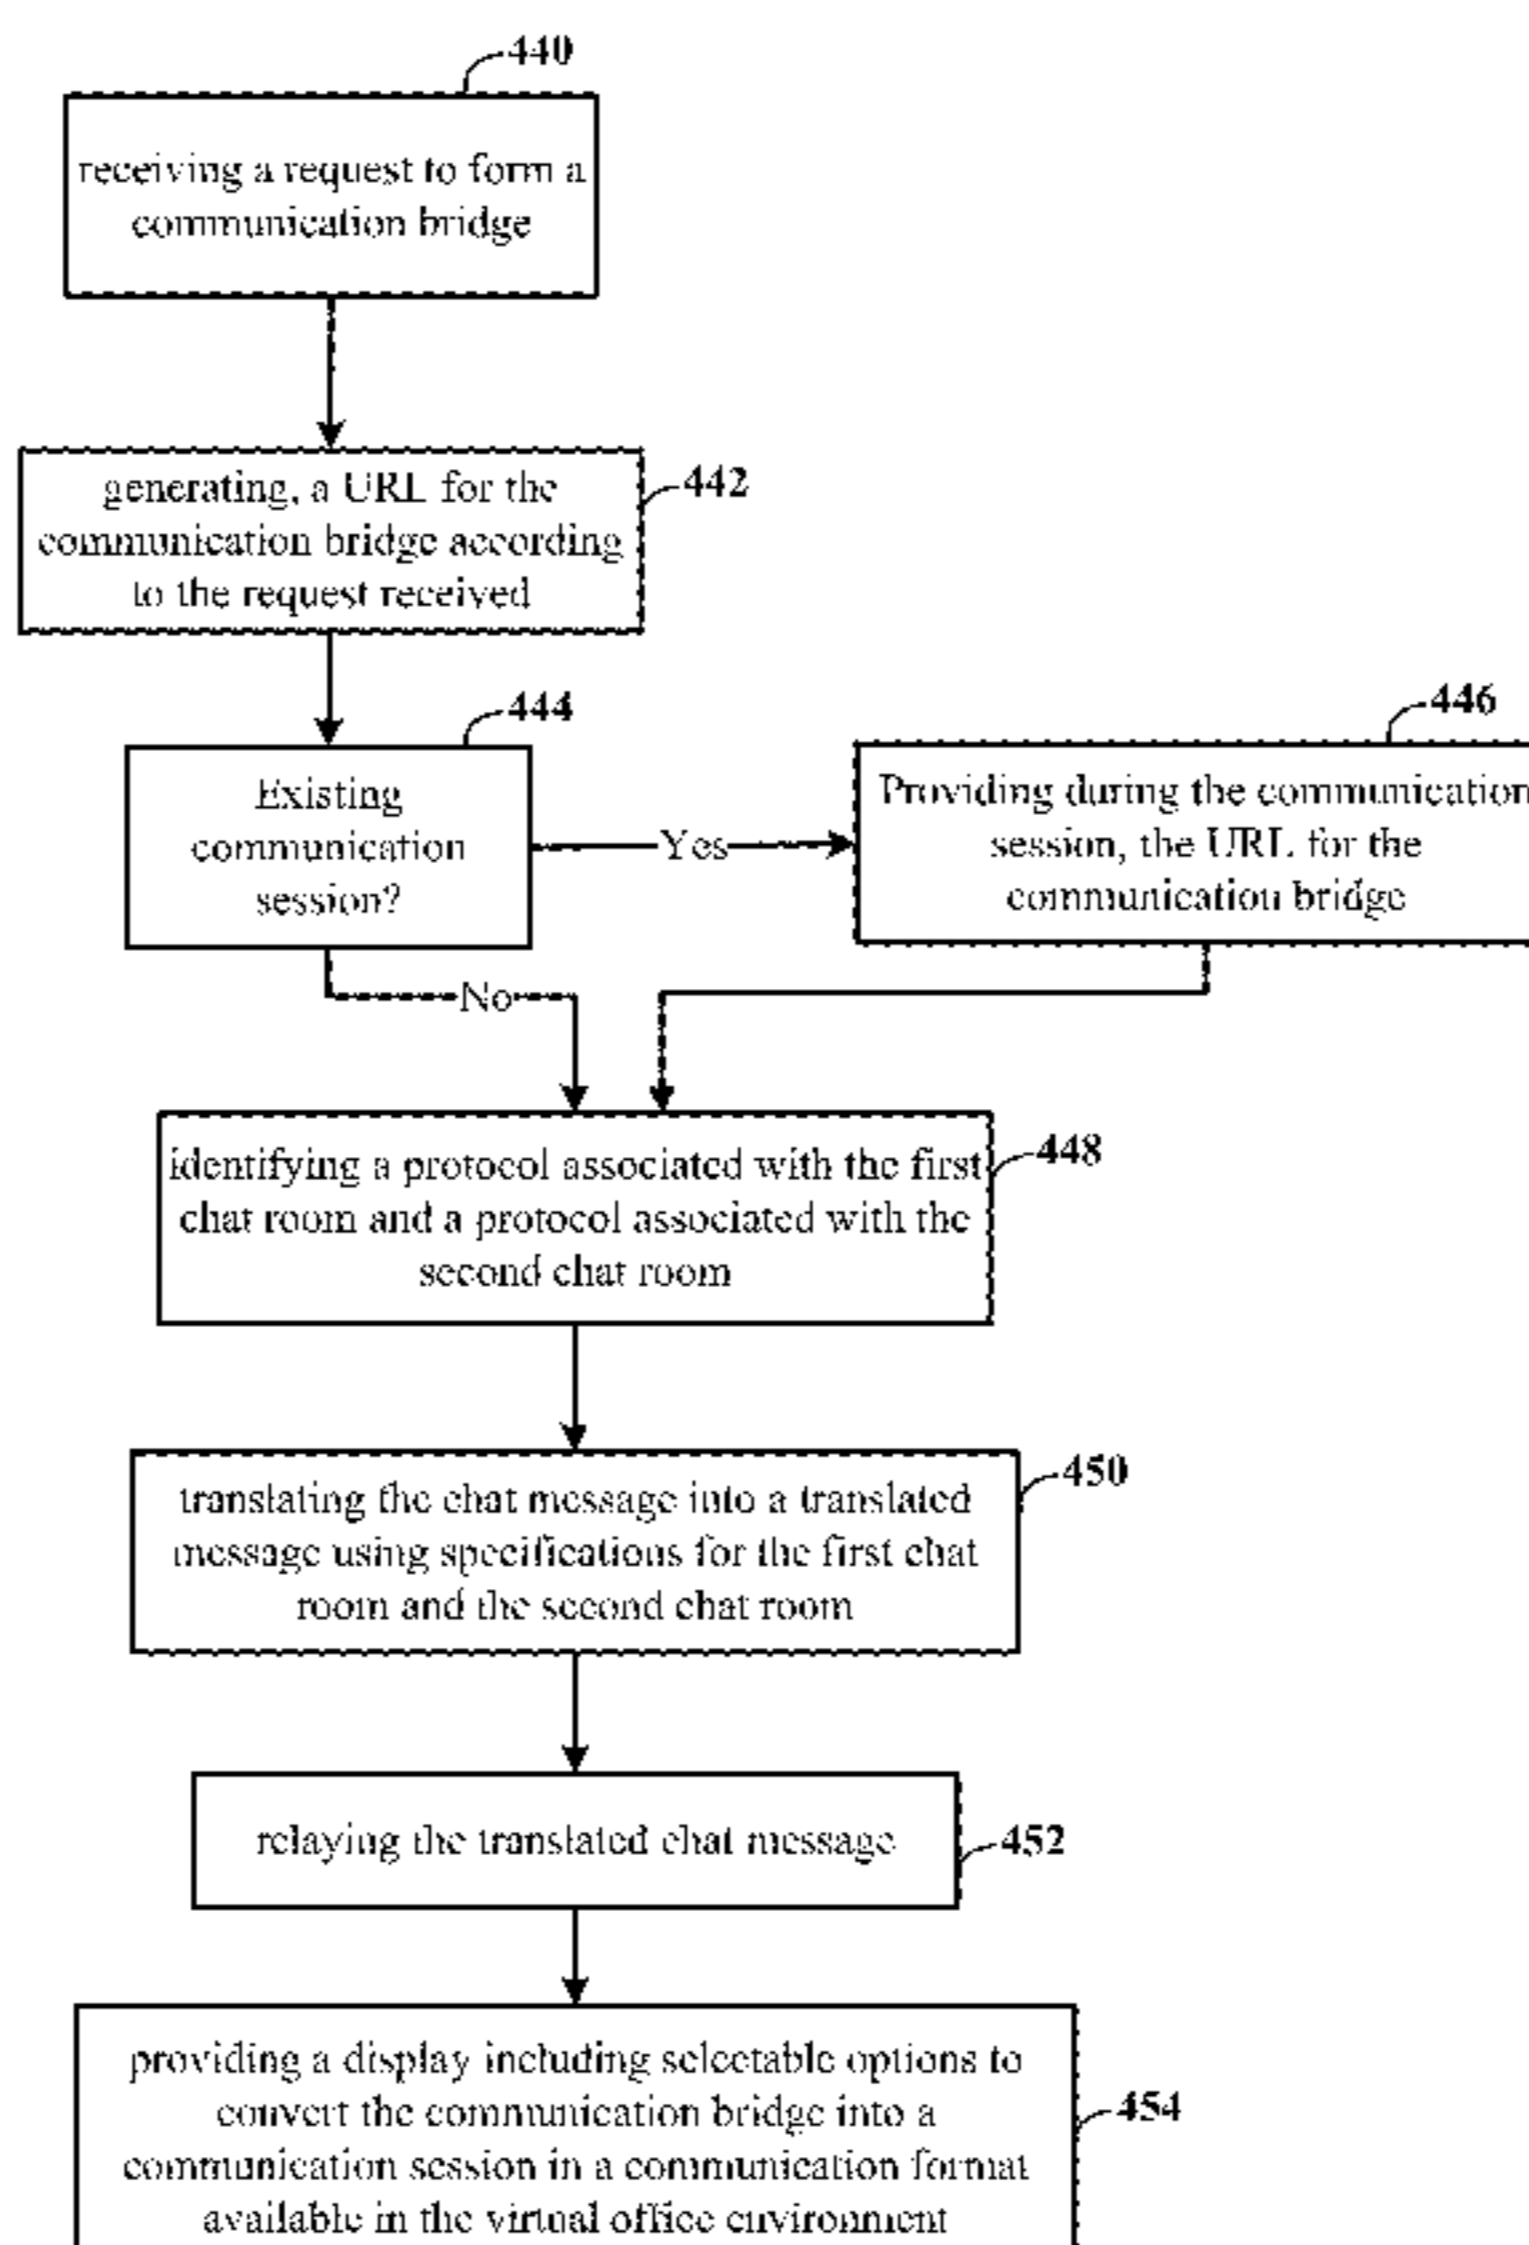 440
receiving a request to form a
communication bridge
generating, a URL for the
communication bridge according
to the request received
442
444
Existing
communication
session?
Yes
446
Providing during the communication
session, the URL for the
communication bridge
No
identifying a protocol associated with the first
chat room and a protocol associated with the
second chat room
448
translating the chat message into a translated
message using specifications for the first chat
room and the second chat room
450
relaying the translated chat message
452
providing a display including selectable options to
convert the communication bridge into a
communication session in a communication format
available in the virtual office environment
454